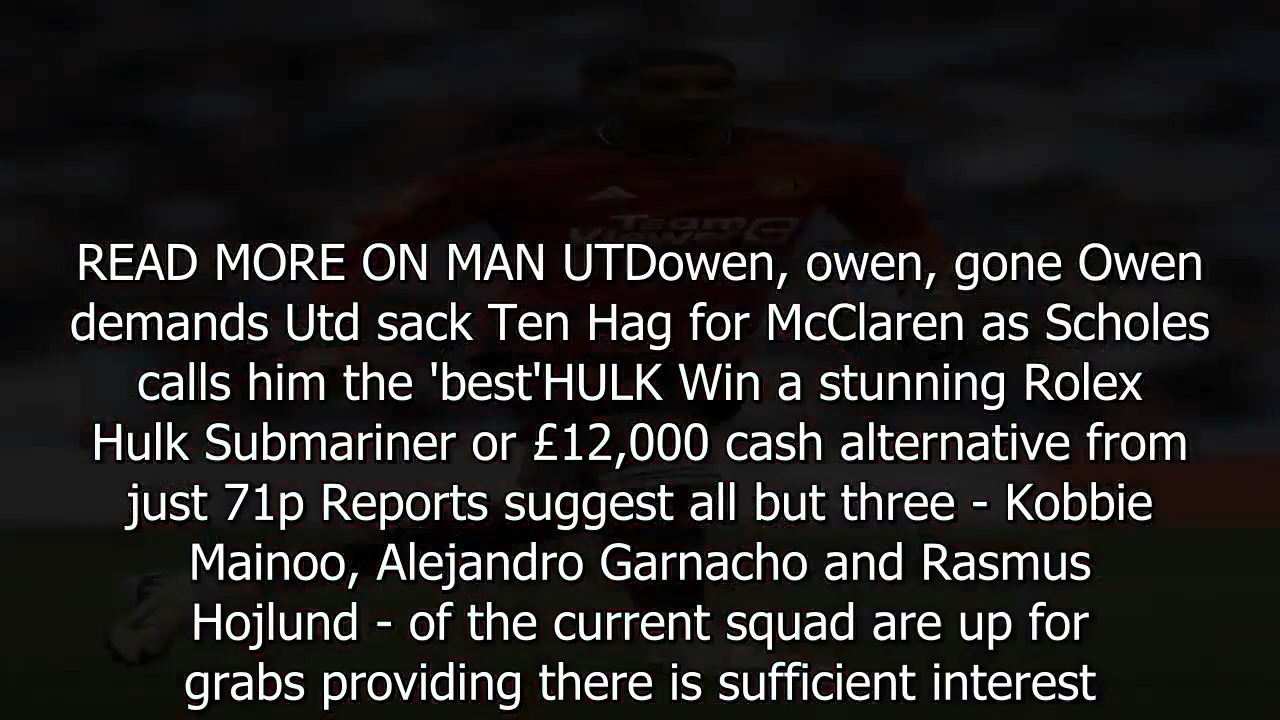 Team
Viewer
READ MORE ON MAN UTDowen, owen, gone Owen
demands Utd sack Ten Hag for McClaren as Scholes
calls him the 'best'HULK Win a stunning Rolex
Hulk Submariner or £12,000 cash alternative from
just 71p Reports suggest all but three - Kobbie
Mainoo, Alejandro Garnacho and Rasmus
Hojlund - of the current squad are up for
grabs providing there is sufficient interest